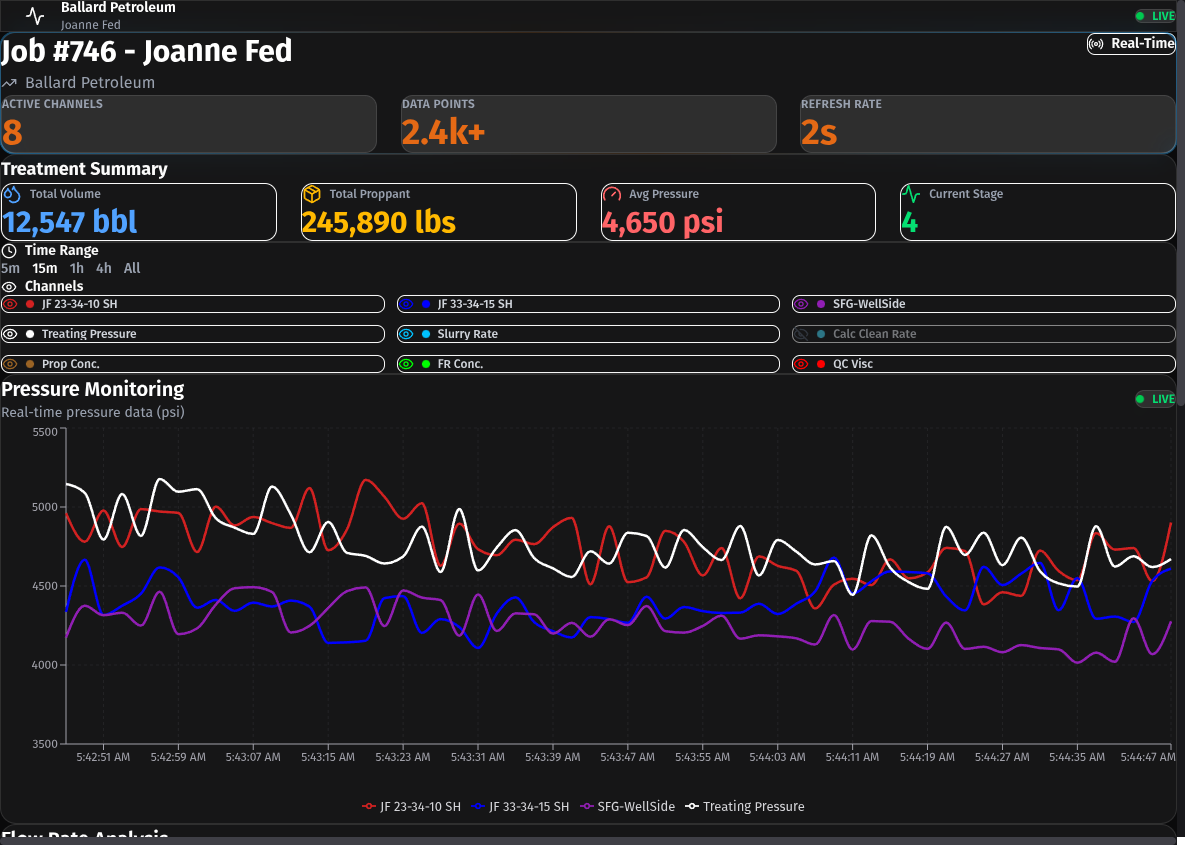 Ballard Petroleum
Joanne Fed
LIVE
Job #746 - Joanne Fed
Real-Time
Ballard Petroleum
ACTIVE CHANNELS
8
DATA POINTS
2.4k+
REFRESH RATE
2s
Treatment Summary
Total Volume
12,547 bbl
Total Proppant
245,890 lbs
Avg Pressure
4,650 psi
Current Stage
4
Time Range
5m 15m 1h 4h All
Channels
JF 23-34-10 SH
JF 33-34-15 SH
SFG-WellSide
Treating Pressure
Slurry Rate
Calc Clean Rate
Prop Conc.
FR Conc.
QC Visc
Pressure Monitoring
Real-time pressure data (psi)
LIVE
5500
5000
4500
4000
3500
5:42:51 AM 5:42:59 AM 5:43:07 AM 5:43:15 AM 5:43:23 AM 5:43:31 AM 5:43:39 AM 5:43:47 AM 5:43:55 AM 5:44:03 AM 5:44:11 AM 5:44:19 AM 5:44:27 AM 5:44:35 AM 5:44:47 AM
JF 23-34-10 SH JF 33-34-15 SH SFG-WellSide Treating Pressure
Flow Rate Analysis